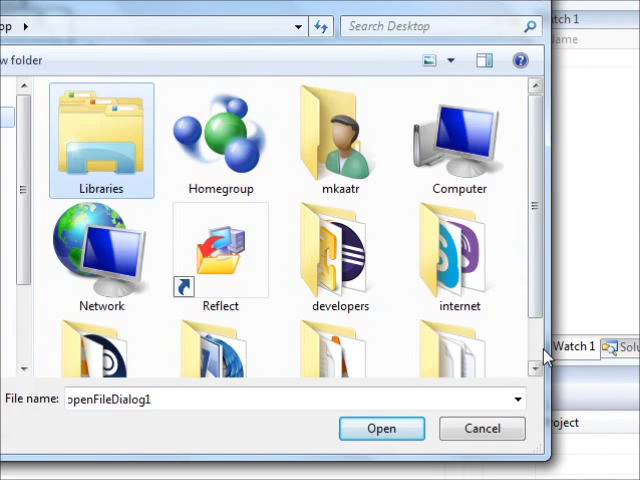 op
Search Desktop
w folder
Libraries
Homegroup
mkaatr
Computer
Network
Reflect
developers
internet
File name:
openFileDialog1
Open
Cancel
atch 1
Name
Watch 1
Solu
oject